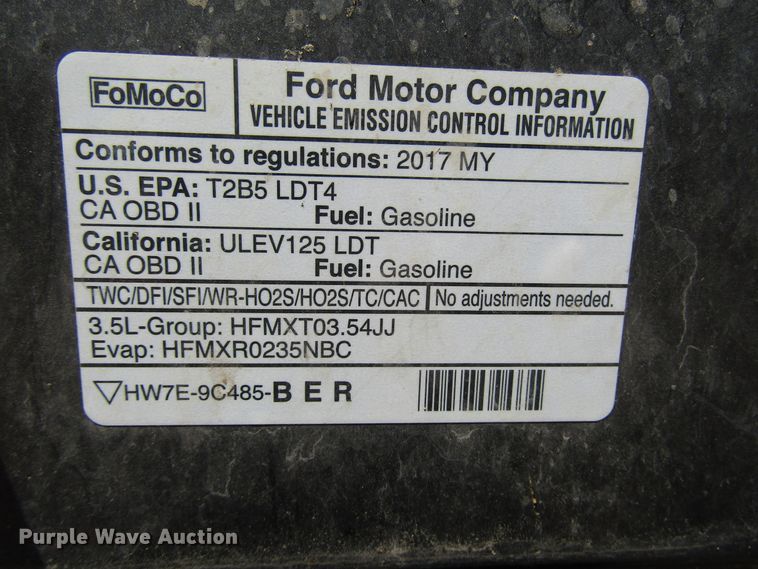 FoMoCo
Ford Motor Company
VEHICLE EMISSION CONTROL INFORMATION
Conforms to regulations: 2017 MY
U.S. EPA: T2B5 LDT4
CA OBD II Fuel: Gasoline
California: ULEV125 LDT
CA OBD II Fuel: Gasoline
TWC/DFI/SFI/WR-HO2S/HO2S/TC/CAC No adjustments needed.
3.5L-Group: HFMXT03.54JJ
Evap: HFMXR0235NBC
HW7E-9C485-B E R
Purple Wave Auction